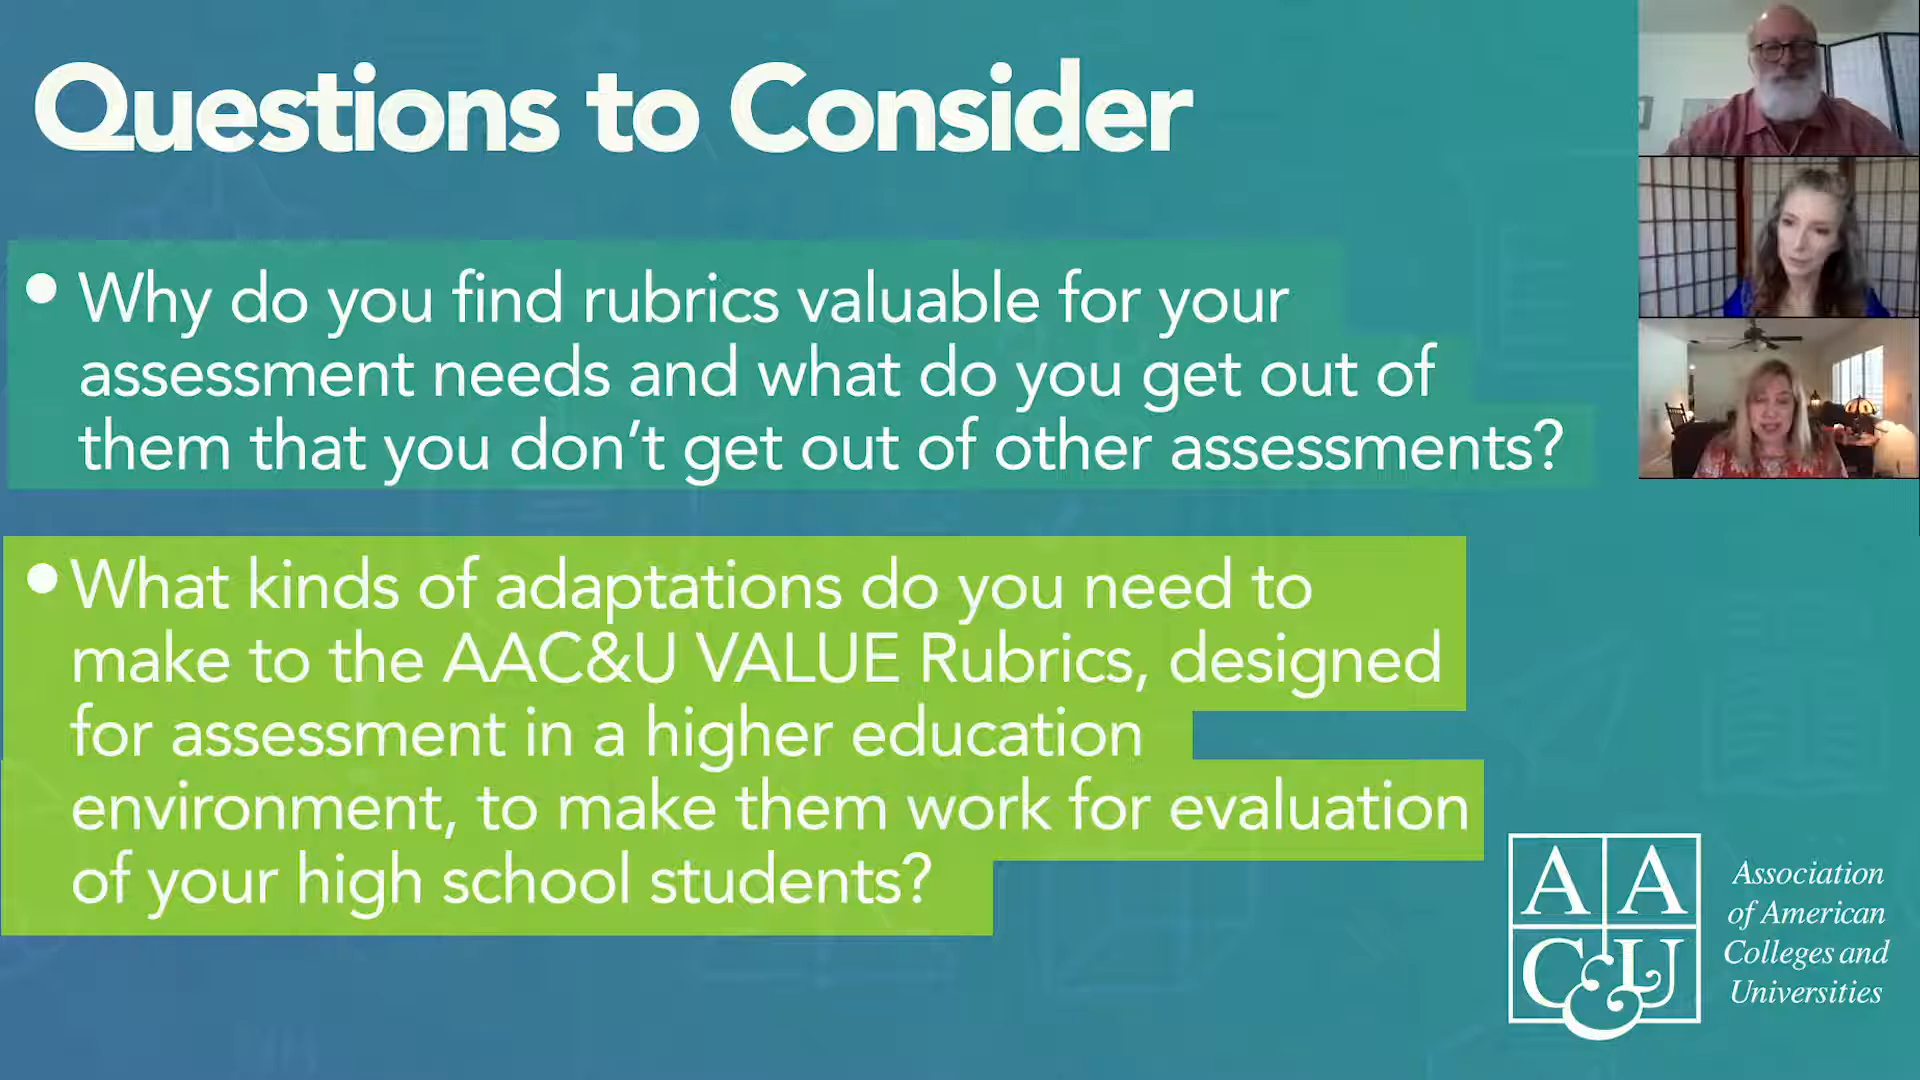 Questions to Consider
• Why do you find rubrics valuable for your
assessment needs and what do you get out of
them that you don’t get out of other assessments?
• What kinds of adaptations do you need to
make to the AAC&U VALUE Rubrics, designed
for assessment in a higher education
environment, to make them work for evaluation
of your high school students?
AA
C&U
Association
of American
Colleges and
Universities